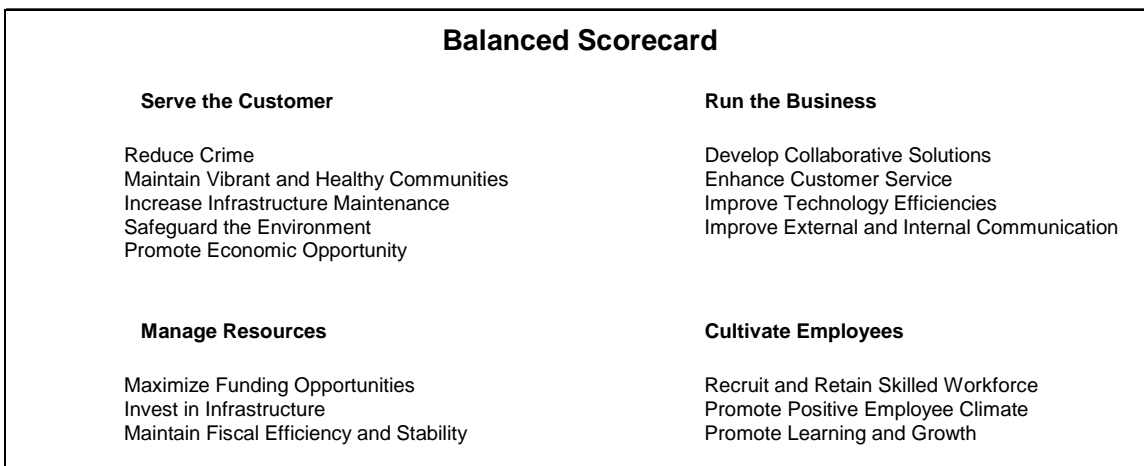 Balanced Scorecard
Serve the Customer
Reduce Crime
Maintain Vibrant and Healthy Communities
Increase Infrastructure Maintenance
Safeguard the Environment
Promote Economic Opportunity
Run the Business
Develop Collaborative Solutions
Enhance Customer Service
Improve Technology Efficiencies
Improve External and Internal Communication
Manage Resources
Maximize Funding Opportunities
Invest in Infrastructure
Maintain Fiscal Efficiency and Stability
Cultivate Employees
Recruit and Retain Skilled Workforce
Promote Positive Employee Climate
Promote Learning and Growth